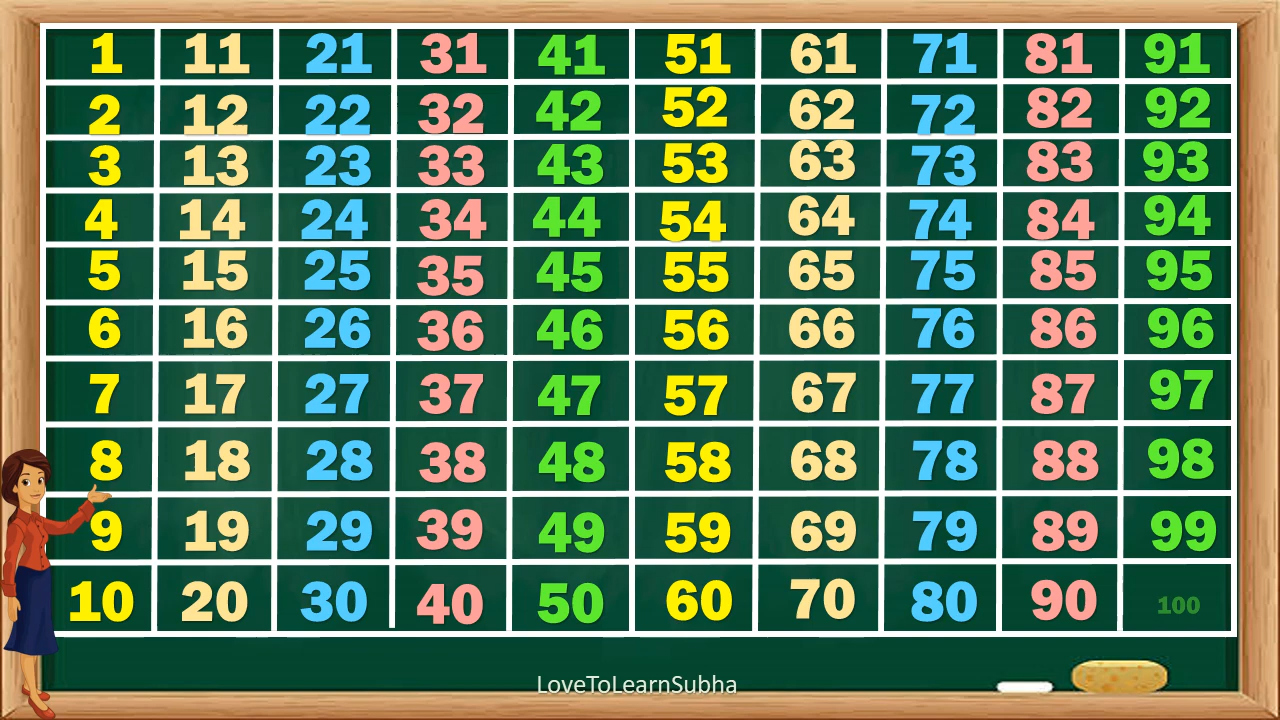 1 11 21 31 41 51 61 71 81 91
2 12 22 32 42 52 62 72 82 92
3 13 23 33 43 53 63 73 83 93
4 14 24 34 44 54 64 74 84 94
5 15 25 35 45 55 65 75 85 95
6 16 26 36 46 56 66 76 86 96
7 17 27 37 47 57 67 77 87 97
8 18 28 38 48 58 68 78 88 98
9 19 29 39 49 59 69 79 89 99
10 20 30 40 50 60 70 80 90 100
LoveToLearnSubha